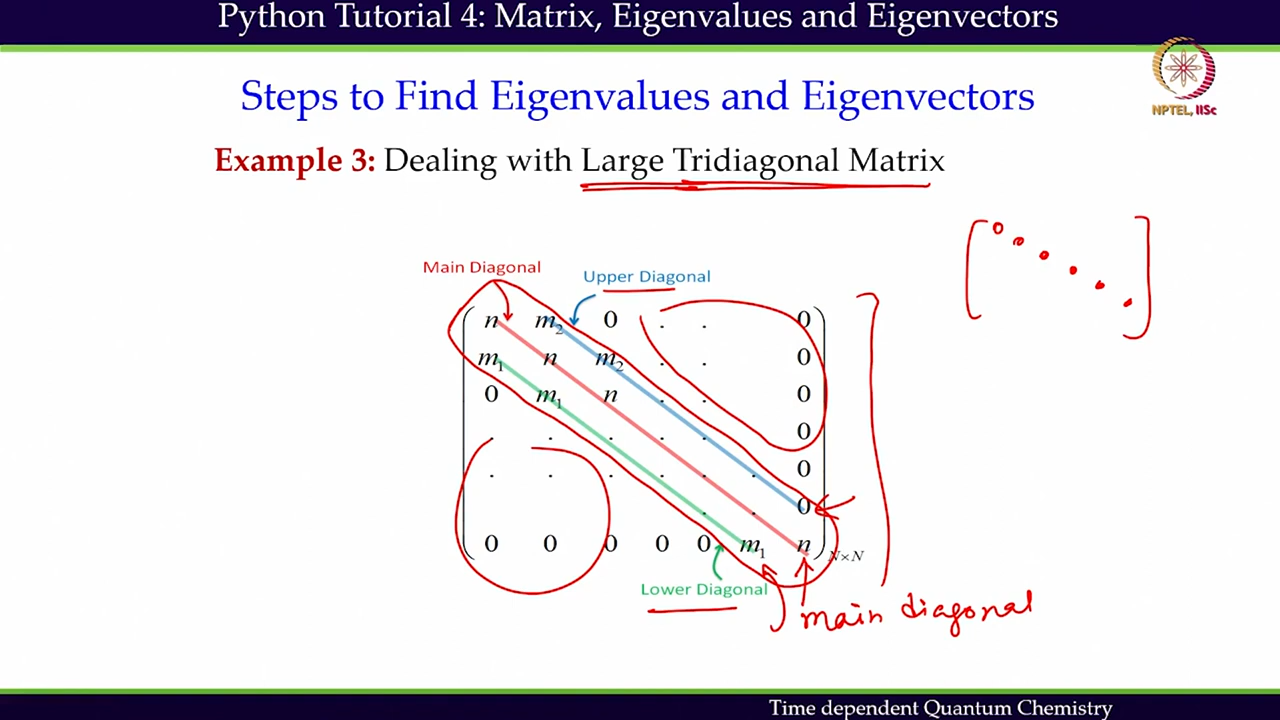 Python Tutorial 4: Matrix, Eigenvalues and Eigenvectors
NPTEL, IISc
Steps to Find Eigenvalues and Eigenvectors
Example 3: Dealing with Large Tridiagonal Matrix
Main Diagonal
Upper Diagonal
n m₂ 0 . . 0
m₁ n m₂ . . 0
0 m₁ n . . 0
. . . . . 0
. . . . . . 0
. . 0
0 0 0 0 0 m₁ n N×N
Lower Diagonal
main diagonal
Time dependent Quantum Chemistry